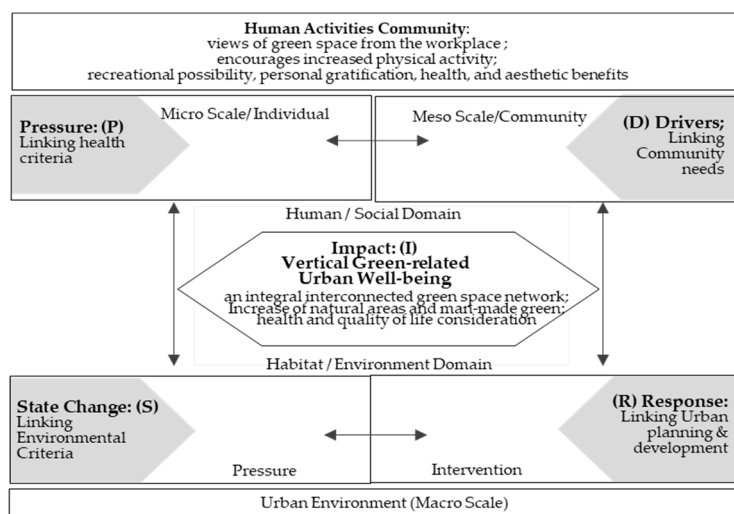 Human Activities Community:
views of green space from the workplace ;
encourages increased physical activity;
recreational possibility, personal gratification, health, and aesthetic benefits
Pressure: (P)
Linking health
criteria
Micro Scale/Individual
Meso Scale/Community
(D) Drivers;
Linking
Community
needs
Human / Social Domain
Impact: (I)
Vertical Green-related
Urban Well-being
an integral interconnected green space network;
Increase of natural areas and mart-made green;
health and quality of life consideration
Habitat / Environment Domain
State Change: (S)
Linking
Environmental
Criteria
Pressure
Intervention
(R) Response:
Linking Urban
planning &
development
Urban Environment (Macro Scale)